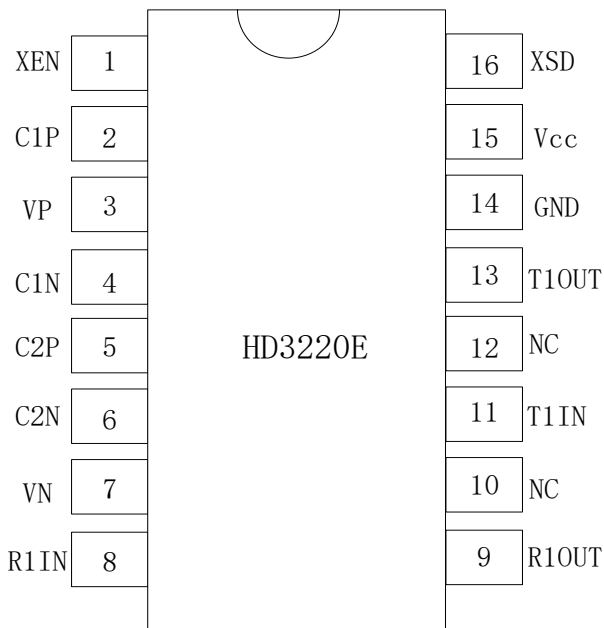 XEN 1 16 XSD
C1P 2 15 Vcc
VP 3 14 GND
C1N 4 13 T1OUT
C2P 5 HD3220E 12 NC
C2N 6 11 T1IN
VN 7 10 NC
R1IN 8 9 R1OUT